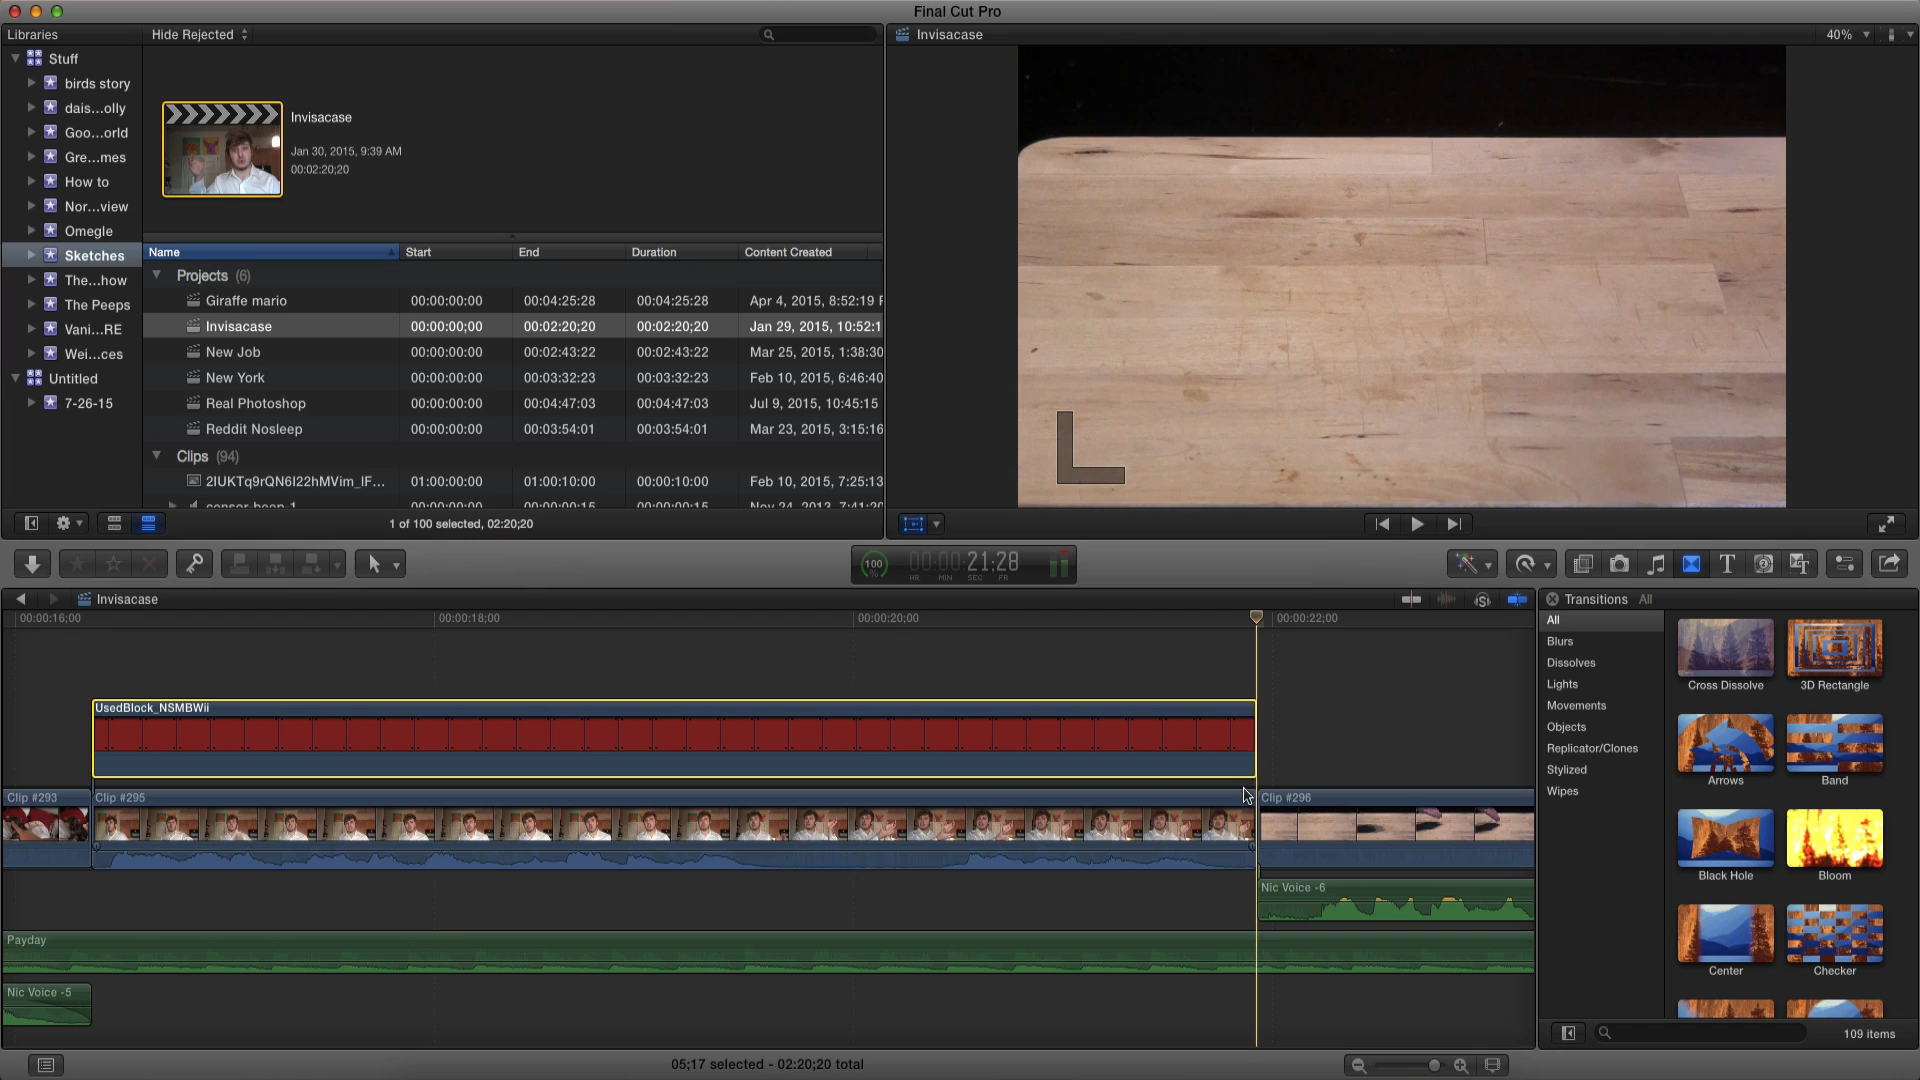 Final Cut Pro
Libraries
Hide Rejected
Invisacase
40%
Stuff
birds story
dais...olly
Goo...orld
Gre...mes
How to
Nor...view
Omegle
Sketches
The...how
The Peeps
Vani...RE
Wei...ces
Untitled
7-26-15
Invisacase
Jan 30, 2015, 9:39 AM
00:02:20;20
Name Start End Duration Content Created
Projects (6)
Giraffe mario 00:00:00:00 00:04:25:28 00:04:25:28 Apr 4, 2015, 8:52:19
Invisacase 00:00:00;00 00:02:20;20 00:02:20;20 Jan 29, 2015, 10:52:1
New Job 00:00:00:00 00:02:43:22 00:02:43:22 Mar 25, 2015, 1:38:30
New York 00:00:00:00 00:03:32:23 00:03:32:23 Feb 10, 2015, 6:46:40
Real Photoshop 00:00:00:00 00:04:47:03 00:04:47:03 Jul 9, 2015, 10:45:15
Reddit Nosleep 00:00:00:00 00:03:54:01 00:03:54:01 Mar 23, 2015, 3:15:16
Clips (94)
2IUKTq9rQN6I22hMVim_IF... 01:00:00:00 01:00:10:00 00:00:10:00 Feb 10, 2015, 7:25:13
1 of 100 selected, 02:20;20
100 %
00:00:21;28
HR MIN SEC FR
Invisacase
00:00:16;00 00:00:18;00 00:00:20;00 00:00:22;00
UsedBlock_NSMBWii
Clip #293 Clip #295 Clip #296
Nic Voice -6
Payday
Nic Voice -5
05;17 selected - 02:20;20 total
Transitions All
All
Blurs
Dissolves
Lights
Movements
Objects
Replicator/Clones
Stylized
Wipes
Cross Dissolve 3D Rectangle
Arrows Band
Black Hole Bloom
Center Checker
109 items